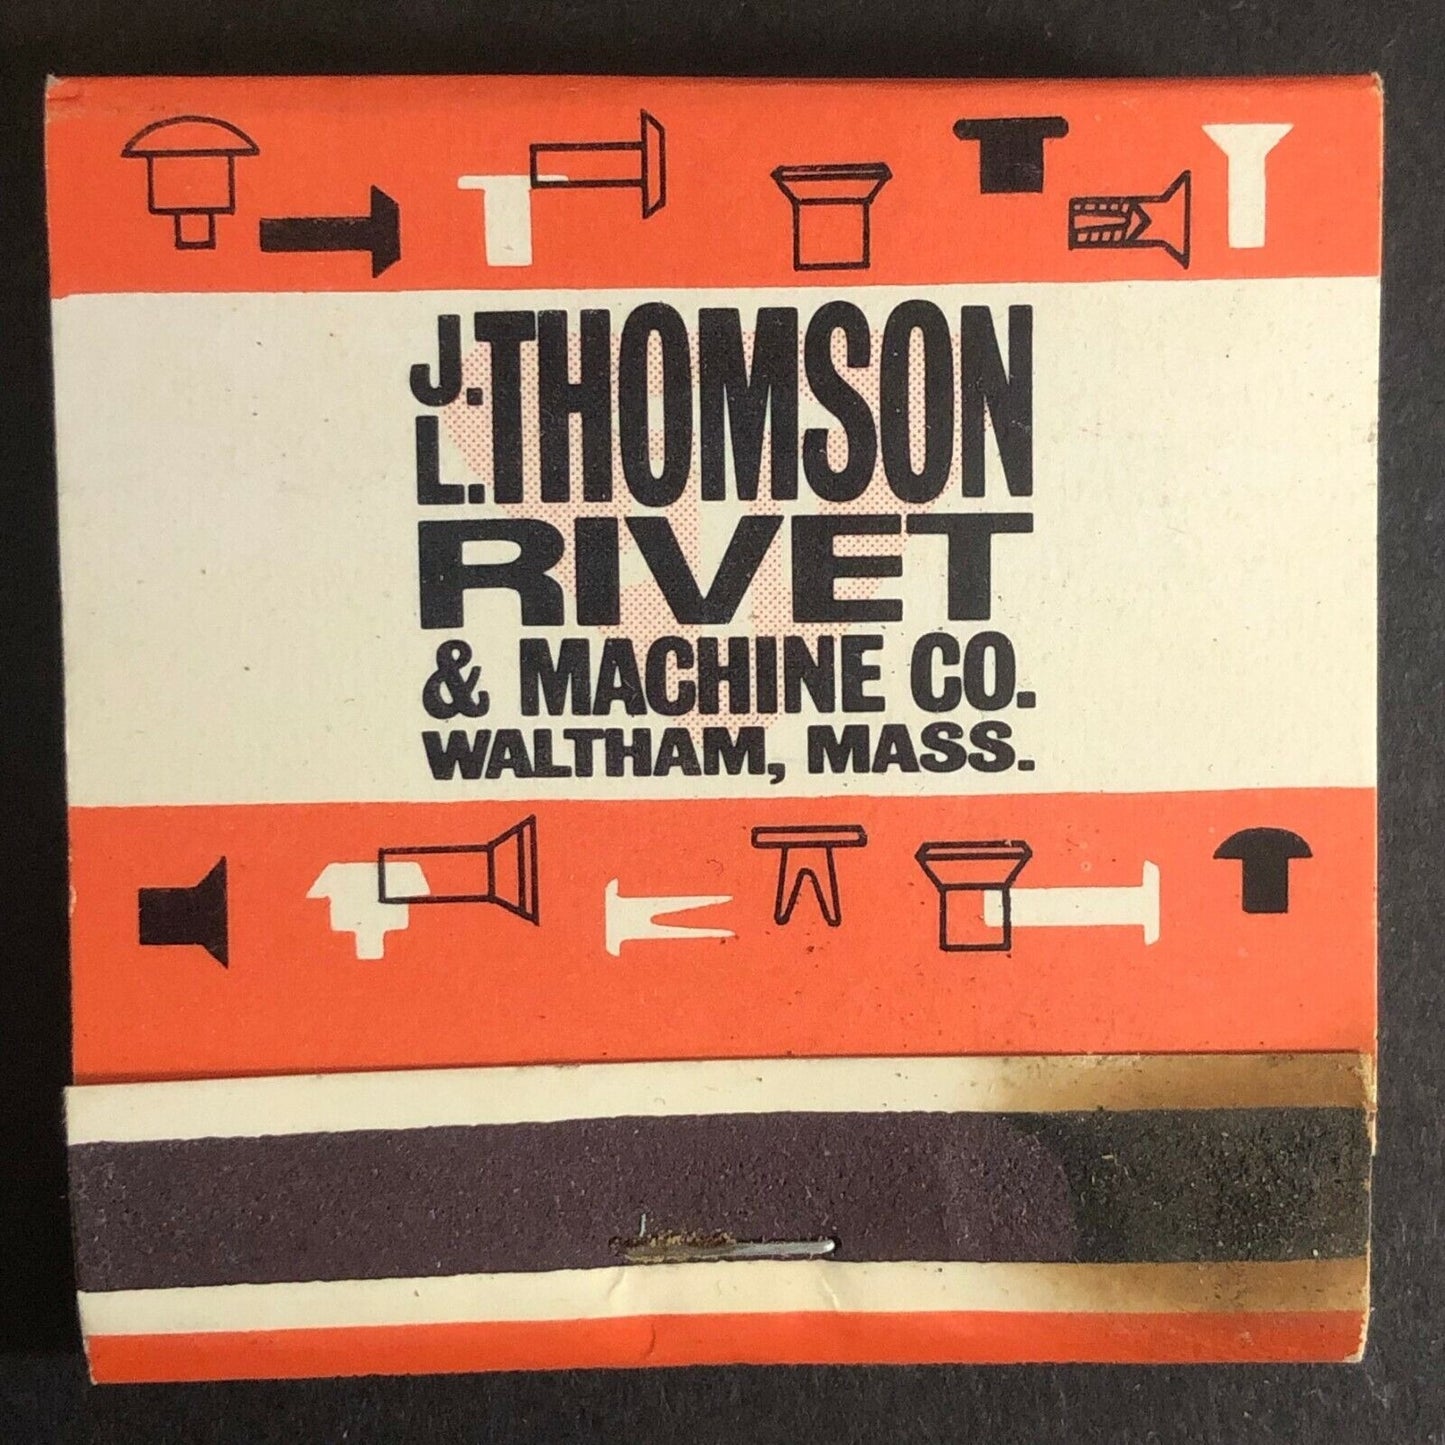 J. L. THOMSON
RIVET
& MACHINE CO.
WALTHAM, MASS.